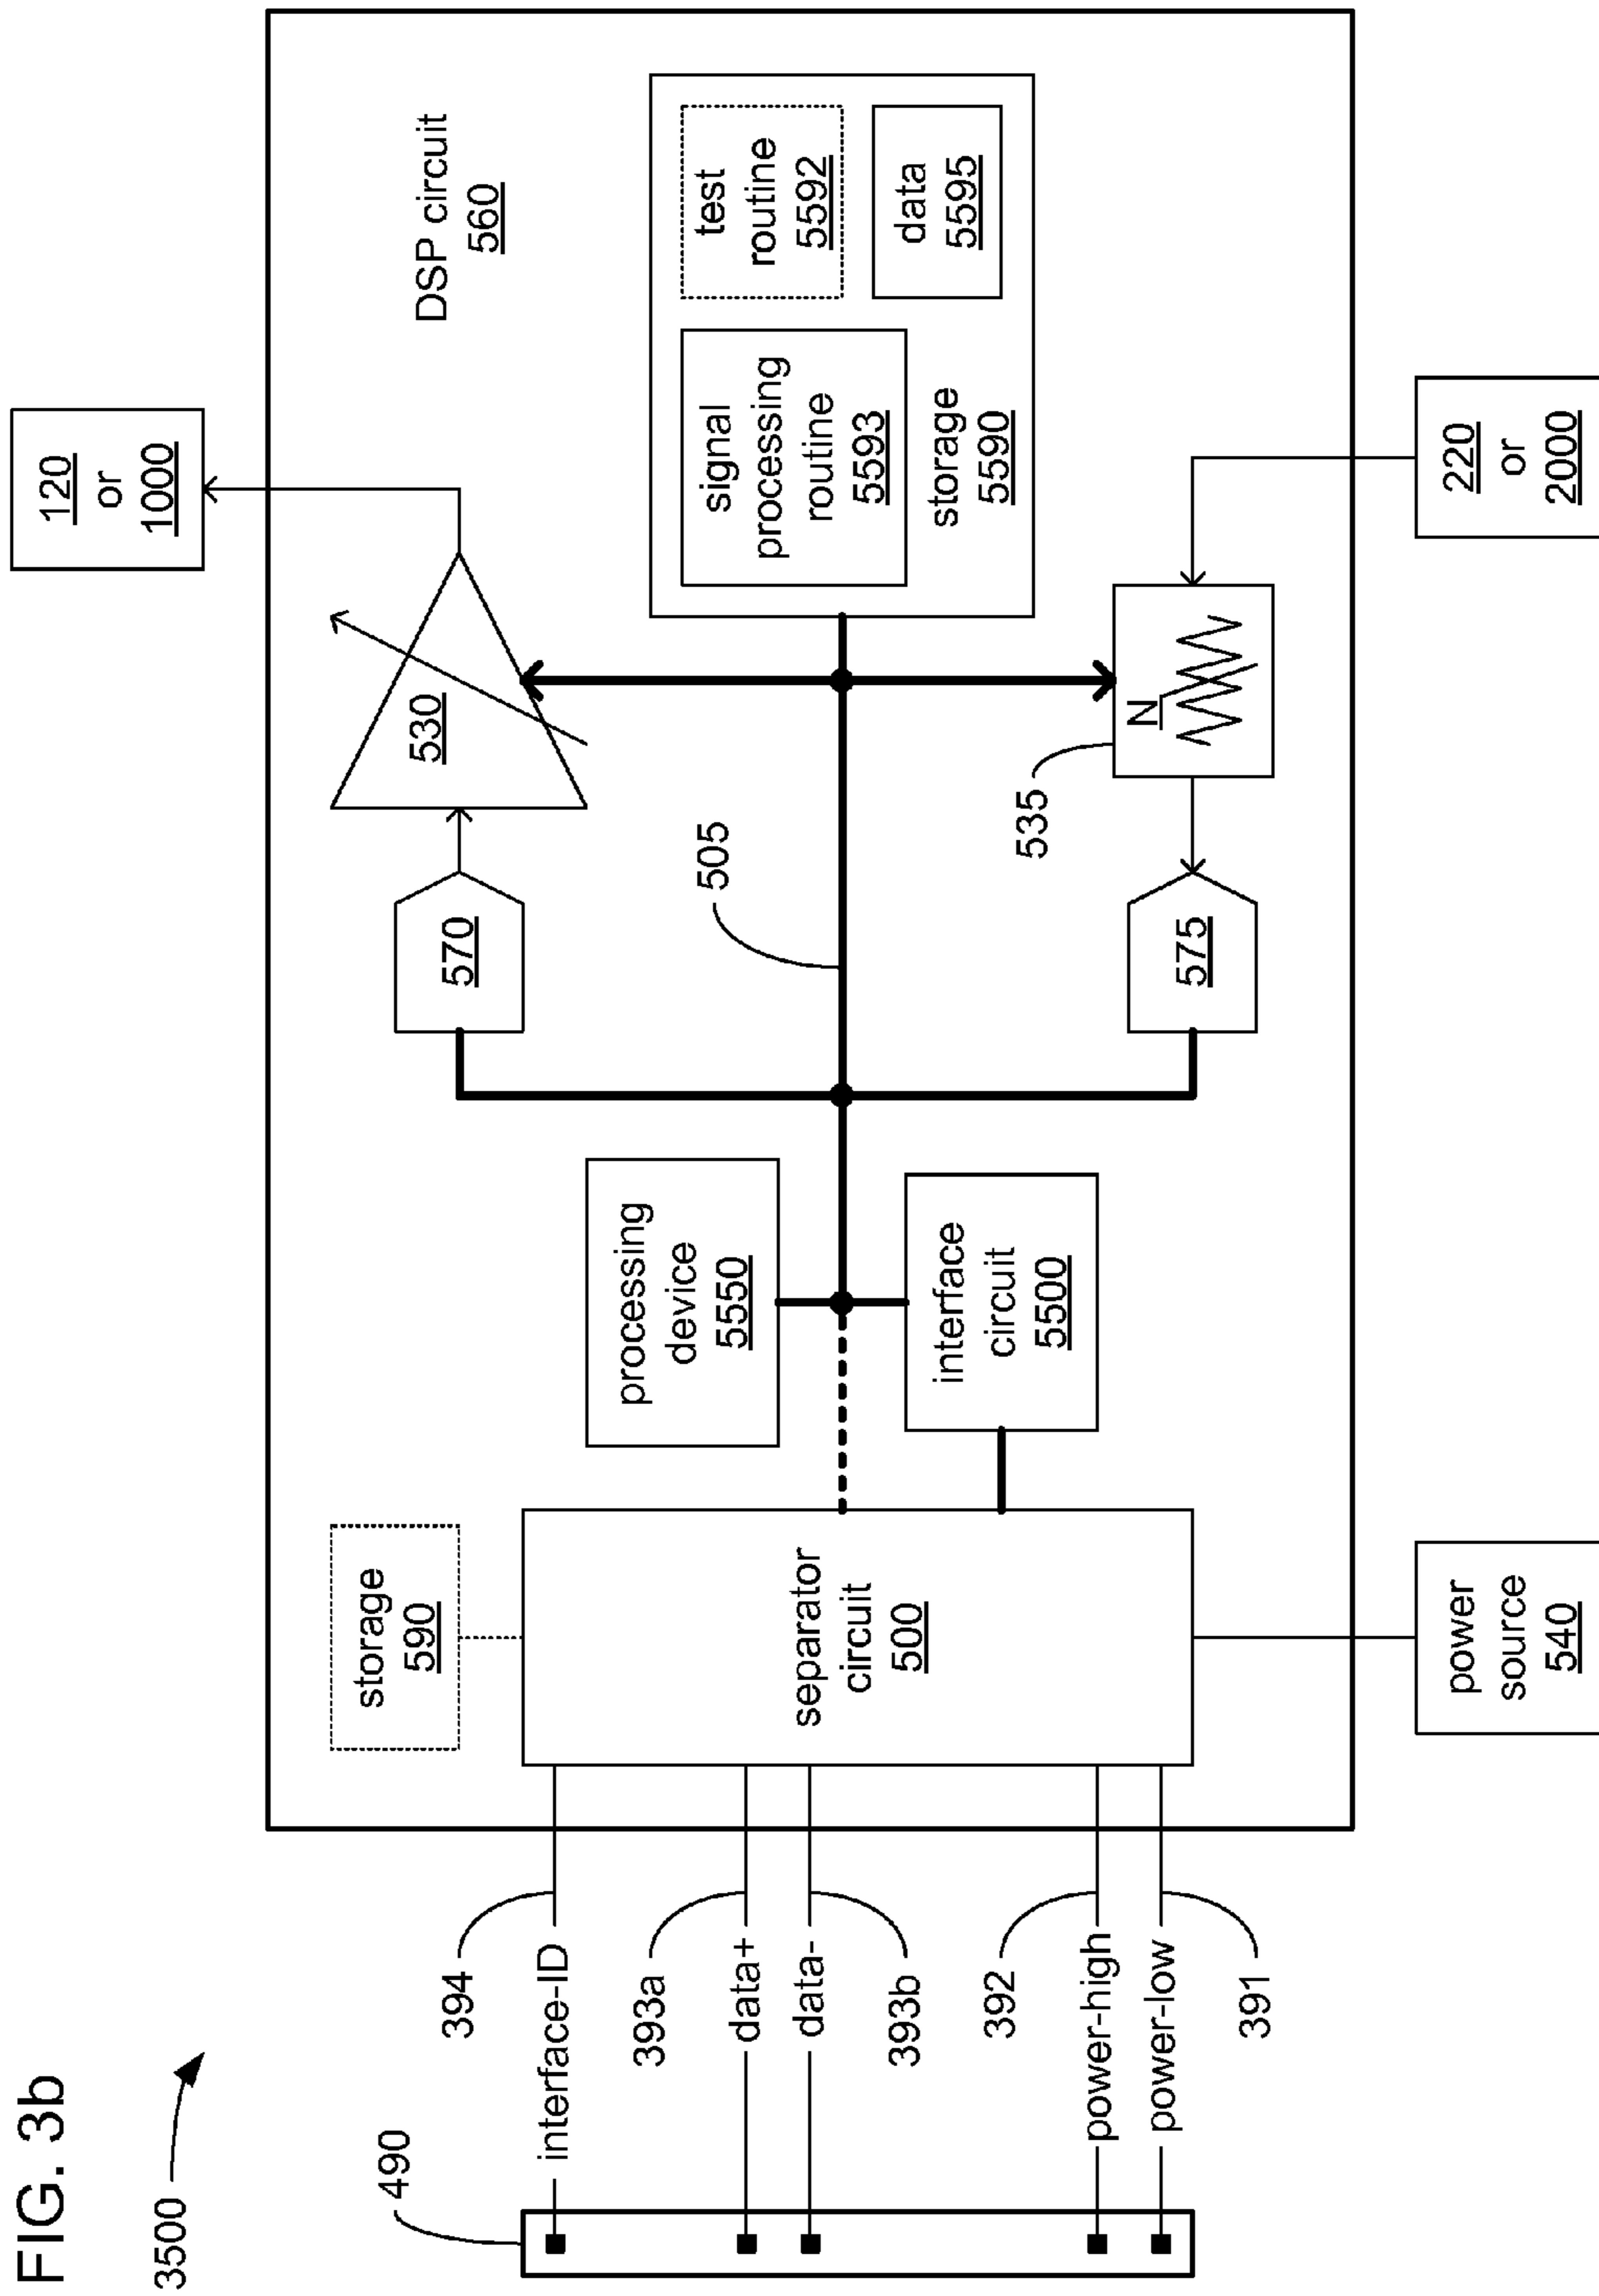 FIG. 3b
3500
490
394
interface-ID
393a
data+
data-
393b
392
power-high
power-low
391
storage
590
separator
circuit
500
power
source
540
processing
device
5550
interface
circuit
5500
570
505
575
530
535
N
120
or
1000
DSP circuit
560
signal
processing
routine
5593
test
routine
5592
data
5595
storage
5590
220
or
2000